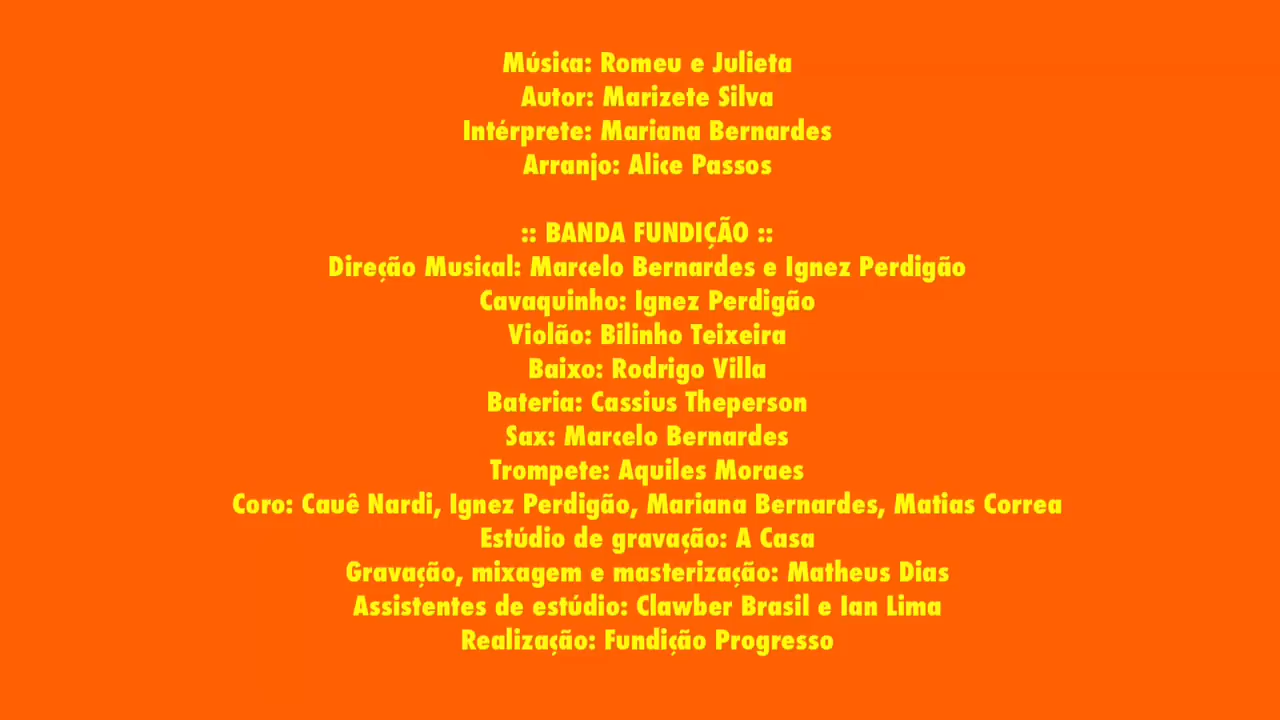 Música: Romeu e Julieta
Autor: Marizete Silva
Intérprete: Mariana Bernardes
Arranjo: Alice Passos
:: BANDA FUNDIÇÃO ::
Direção Musical: Marcelo Bernardes e Ignez Perdigão
Cavaquinho: Ignez Perdigão
Violão: Bilinho Teixeira
Baixo: Rodrigo Villa
Bateria: Cassius Theperson
Sax: Marcelo Bernardes
Trompete: Aquiles Moraes
Coro: Cauê Nardi, Ignez Perdigão, Mariana Bernardes, Matias Correa
Estúdio de gravação: A Casa
Gravação, mixagem e masterização: Matheus Dias
Assistentes de estúdio: Clawber Brasil e Ian Lima
Realização: Fundição Progresso